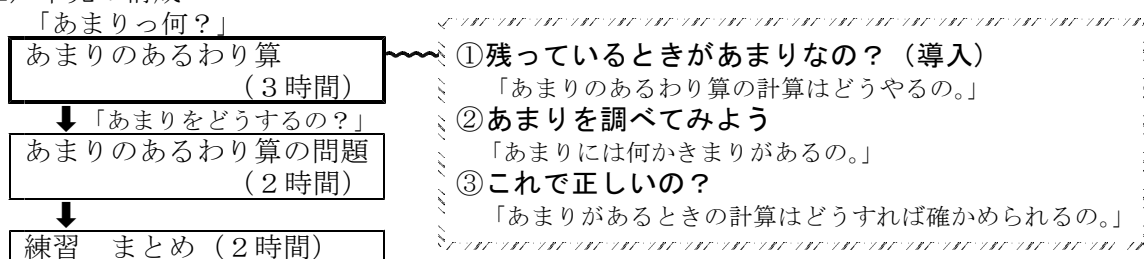 「あまりっ何？」
あまりのあるわり算
（３時間）
「あまりをどうするの？」
あまりのあるわり算の問題
（２時間）
練習　まとめ（２時間）
①残っているときがあまりなの？（導入）
「あまりのあるわり算の計算はどうやるの｡」
②あまりを調べてみよう
「あまりには何かきまりがあるの｡」
③これで正しいの？
「あまりがあるときの計算はどうすれば確かめられるの｡」